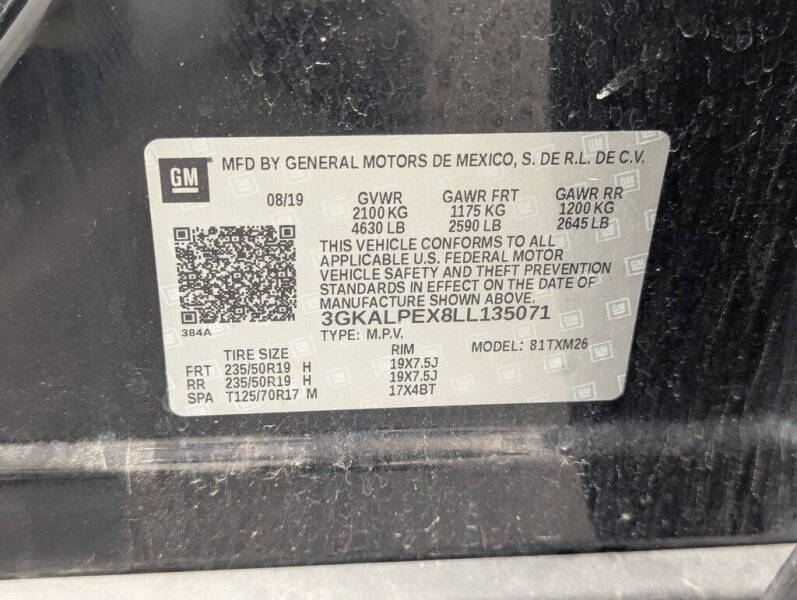 GM MFD BY GENERAL MOTORS DE MEXICO, S. DE R.L. DE C.V.
08/19 GVWR GAWR FRT GAWR RR
2100 KG 1175 KG 1200 KG
4630 LB 2590 LB 2645 LB
THIS VEHICLE CONFORMS TO ALL
APPLICABLE U.S. FEDERAL MOTOR
VEHICLE SAFETY AND THEFT PREVENTION
STANDARDS IN EFFECT ON THE DATE OF
MANUFACTURE SHOWN ABOVE.
3GKALPEX8LL135071
384A TYPE: M.P.V. MODEL: 81TXM26
TIRE SIZE RIM
FRT 235/50R19 H 19X7.5J
RR 235/50R19 H 19X7.5J
SPA T125/70R17 M 17X4BT